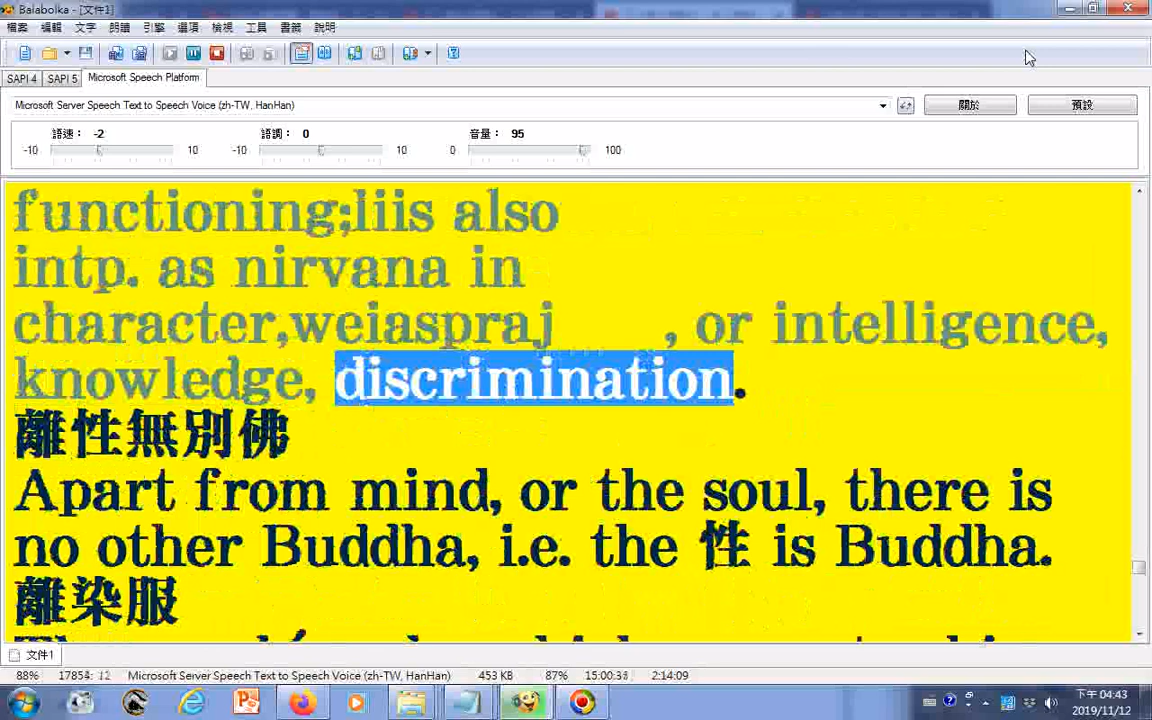 Balabolka - [文件1]
檔案 編輯 文字 朗讀 引擎 選項 檢視 工具 書籤 說明
SAPI 4 SAPI 5 Microsoft Speech Platform
Microsoft Server Speech Text to Speech Voice (zh-TW, HanHan) 關於 預設
語速： -2 語調： 0 音量： 95
-10 10 -10 10 0 100
functioning;liis also
intp. as nirvana in
character,weiaspraj , or intelligence,
knowledge, discrimination.
離性無別佛
Apart from mind, or the soul, there is
no other Buddha, i.e. the 性 is Buddha.
離染服
文件1
88% 17854: 12 Microsoft Server Speech Text to Speech Voice (zh-TW, HanHan) 453 KB 87% 2:14:09
下午 04:43
2019/11/12